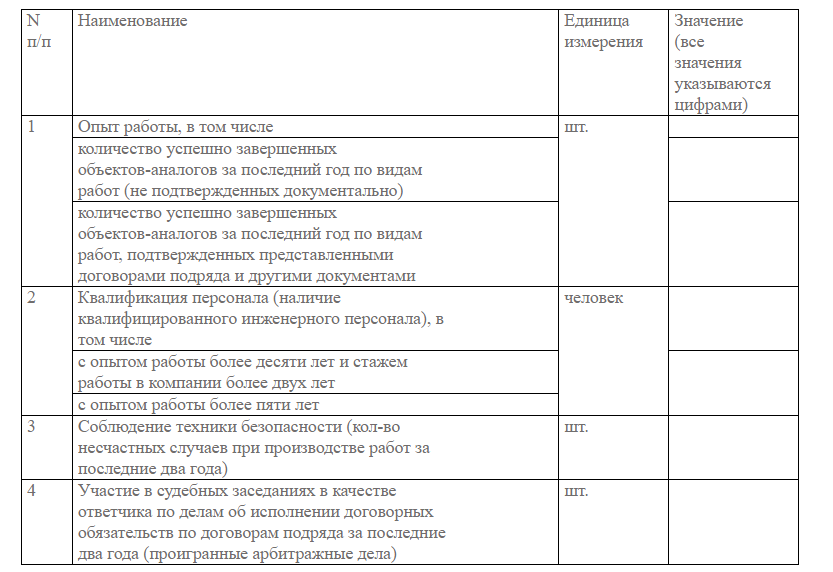 N
п/п
Наименование
Единица
измерения
Значение
(все
значения
указываются
цифрами)
1
Опыт работы, в том числе
шт.
количество успешно завершенных
объектов-аналогов за последний год по видам
работ (не подтвержденных документально)
количество успешно завершенных
объектов-аналогов за последний год по видам
работ, подтвержденных представленными
договорами подряда и другими документами
2
Квалификация персонала (наличие
квалифицированного инженерного персонала), в
том числе
человек
с опытом работы более десяти лет и стажем
работы в компании более двух лет
с опытом работы более пяти лет
3
Соблюдение техники безопасности (кол-во
несчастных случаев при производстве работ за
последние два года)
шт.
4
Участие в судебных заседаниях в качестве
ответчика по делам об исполнении договорных
обязательств по договорам подряда за последние
два года (проигранные арбитражные дела)
шт.